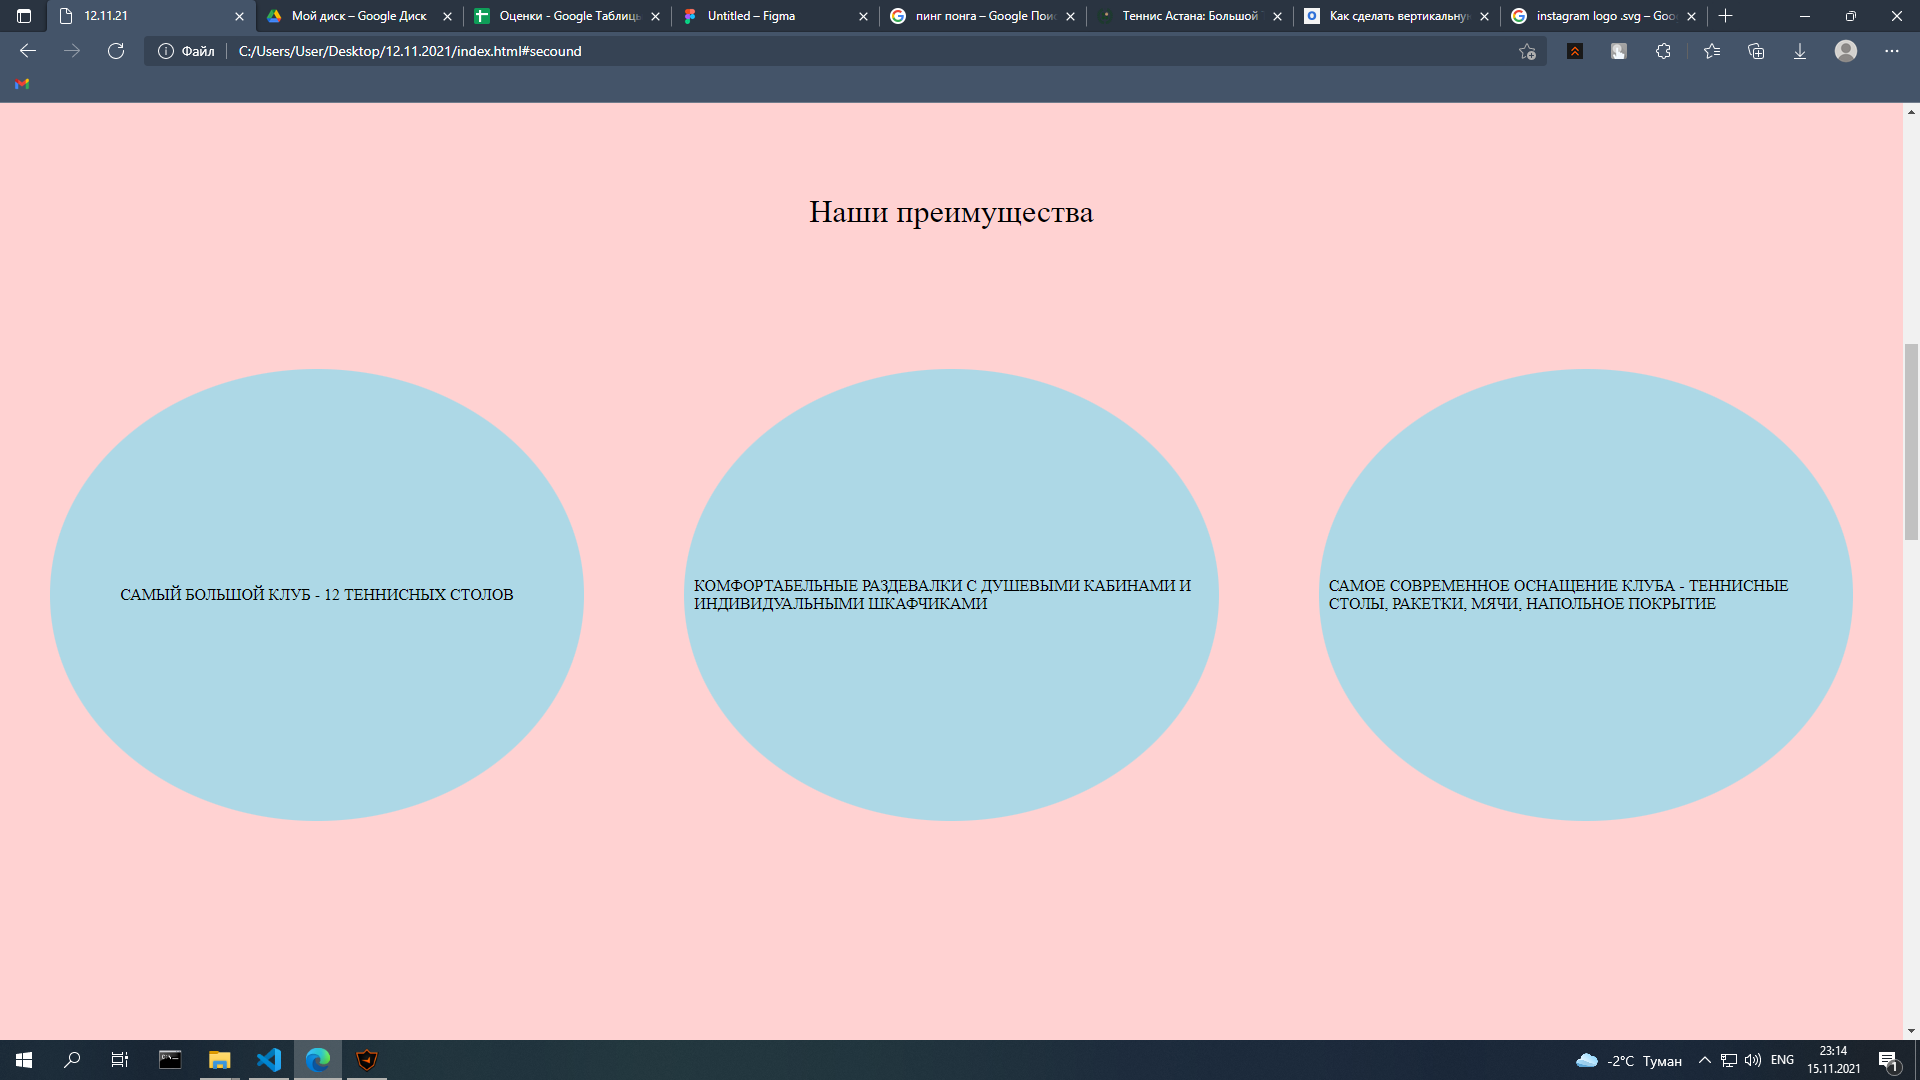 12.11.21
Мой диск – Google Диск
Оценки - Google Таблиць
Untitled – Figma
пинг понга – Google Пои
Теннис Астана: Большой
Как сделать вертикальну
instagram logo .svg – Goo
Файл
C:/Users/User/Desktop/12.11.2021/index.html#secound
Наши преимущества
САМЫЙ БОЛЬШОЙ КЛУБ - 12 ТЕННИСНЫХ СТОЛОВ
КОМФОРТАБЕЛЬНЫЕ РАЗДЕВАЛКИ С ДУШЕВЫМИ КАБИНАМИ И
ИНДИВИДУАЛЬНЫМИ ШКАФЧИКАМИ
САМОЕ СОВРЕМЕННОЕ ОСНАЩЕНИЕ КЛУБА - ТЕННИСНЫЕ
СТОЛЫ, РАКЕТКИ, МЯЧИ, НАПОЛЬНОЕ ПОКРЫТИЕ
-2°C Туман
ENG
23:14
15.11.2021
1